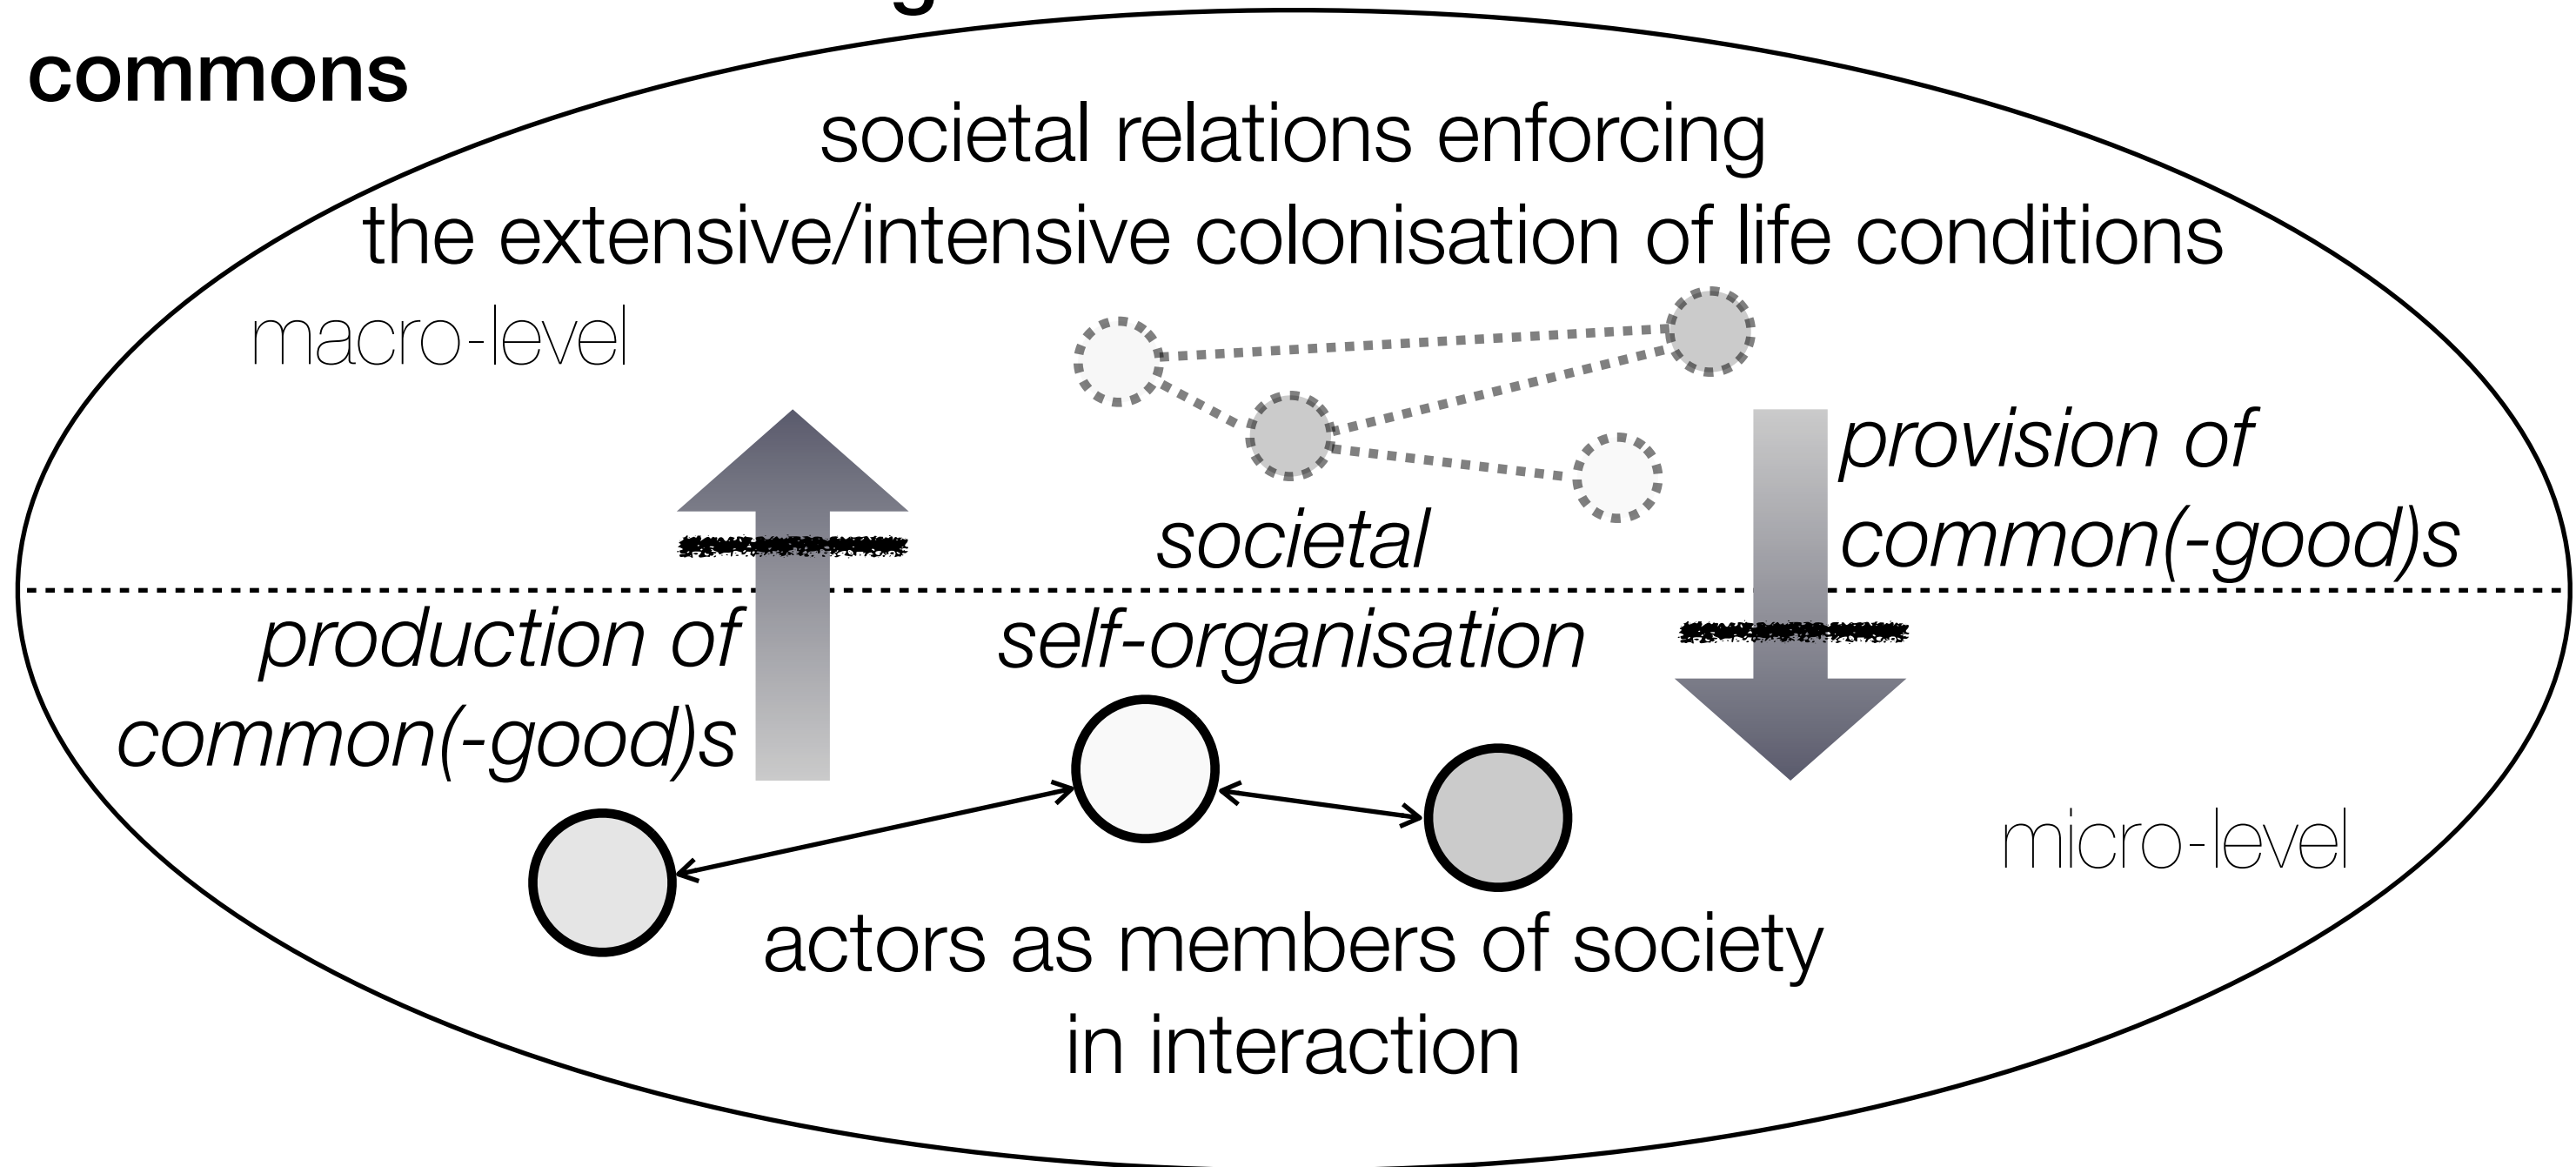 commons
societal relations enforcing
the extensive/intensive colonisation of life conditions
macro-level
provision of
common(-good)s
societal
self-organisation
production of
common(-good)s
micro-level
actors as members of society
in interaction